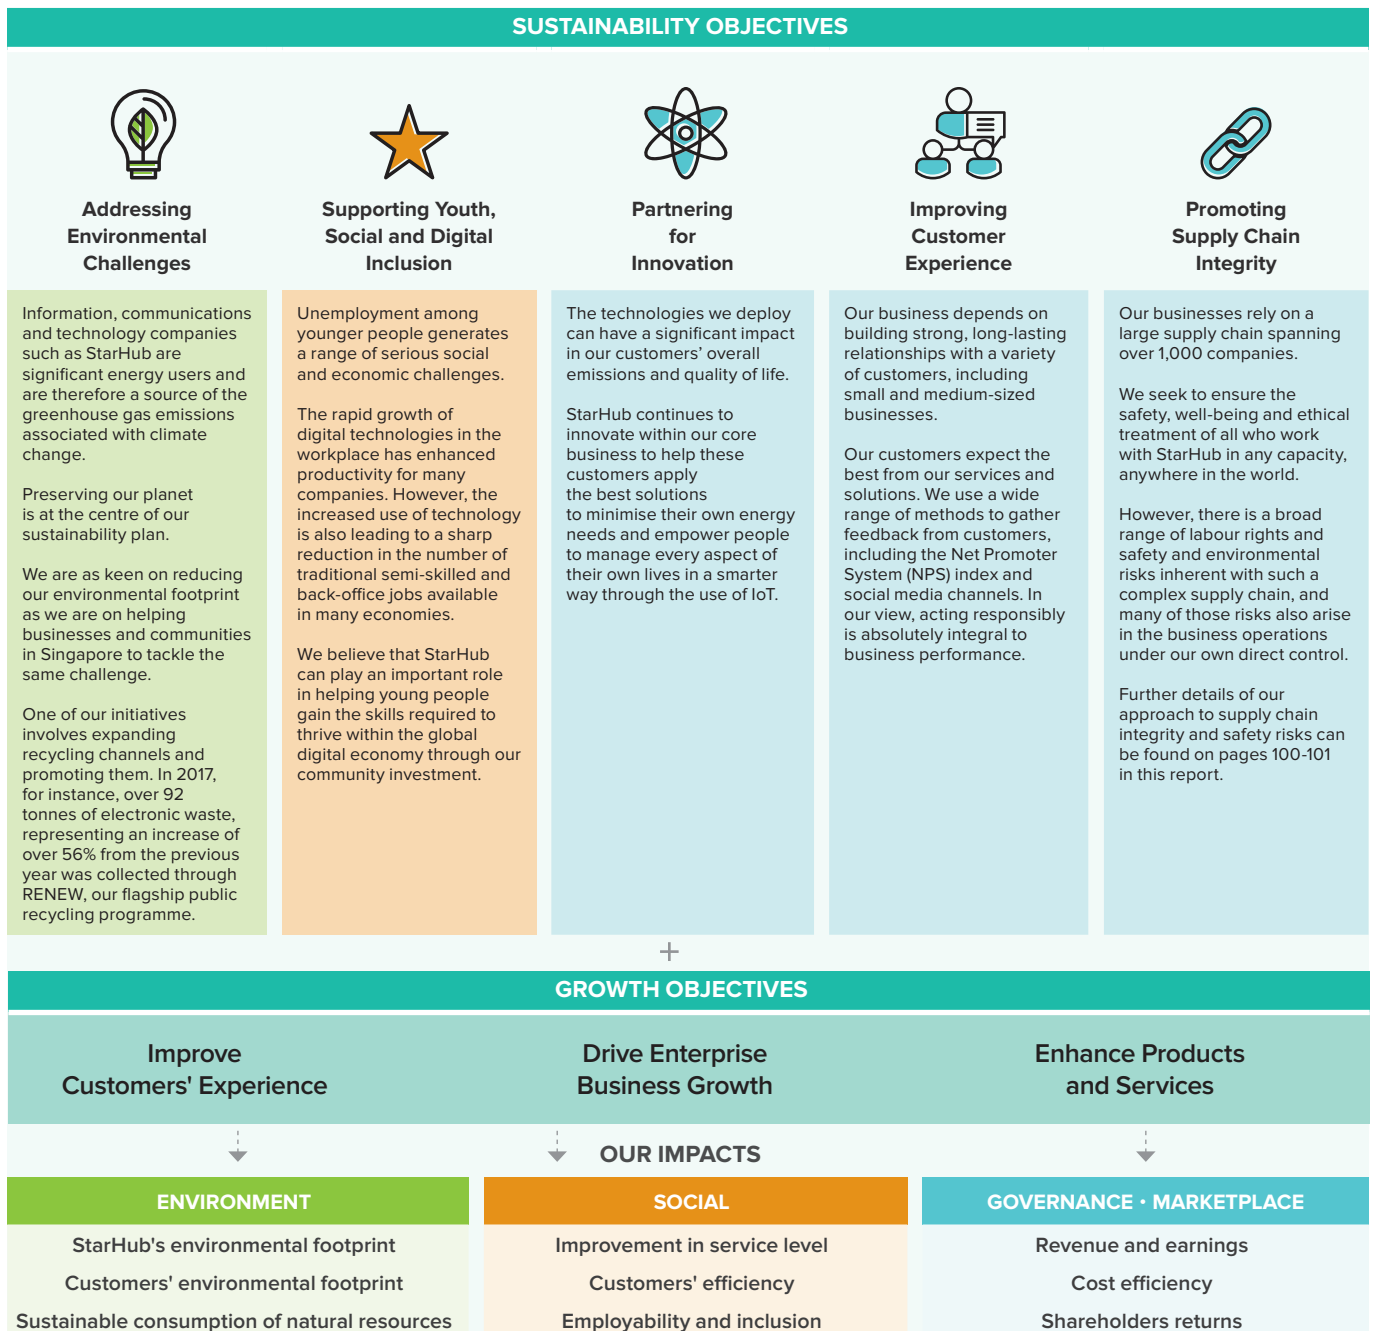 SUSTAINABILITY OBJECTIVES
Addressing
Environmental
Challenges
Information, communications
and technology companies
such as StarHub are
significant energy users and
are therefore a source of the
greenhouse gas emissions
associated with climate
change.
Preserving our planet
is at the centre of our
sustainability plan.
We are as keen on reducing
our environmental footprint
as we are on helping
businesses and communities
in Singapore to tackle the
same challenge.
One of our initiatives
involves expanding
recycling channels and
promoting them. In 2017,
for instance, over 92
tonnes of electronic waste,
representing an increase of
over 56% from the previous
year was collected through
RENEW, our flagship public
recycling programme.
Supporting Youth,
Social and Digital
Inclusion
Unemployment among
younger people generates
a range of serious social
and economic challenges.
The rapid growth of
digital technologies in the
workplace has enhanced
productivity for many
companies. However, the
increased use of technology
is also leading to a sharp
reduction in the number of
traditional semi-skilled and
back-office jobs available
in many economies.
We believe that StarHub
can play an important role
in helping young people
gain the skills required to
thrive within the global
digital economy through our
community investment.
Partnering
for
Innovation
The technologies we deploy
can have a significant impact
in our customers’ overall
emissions and quality of life.
StarHub continues to
innovate within our core
business to help these
customers apply
the best solutions
to minimise their own energy
needs and empower people
to manage every aspect of
their own lives in a smarter
way through the use of IoT.
Improving
Customer
Experience
Our business depends on
building strong, long-lasting
relationships with a variety
of customers, including
small and medium-sized
businesses.
Our customers expect the
best from our services and
solutions. We use a wide
range of methods to gather
feedback from customers,
including the Net Promoter
System (NPS) index and
social media channels. In
our view, acting responsibly
is absolutely integral to
business performance.
Promoting
Supply Chain
Integrity
Our businesses rely on a
large supply chain spanning
over 1,000 companies.
We seek to ensure the
safety, well-being and ethical
treatment of all who work
with StarHub in any capacity,
anywhere in the world.
However, there is a broad
range of labour rights and
safety and environmental
risks inherent with such a
complex supply chain, and
many of those risks also arise
in the business operations
under our own direct control.
Further details of our
approach to supply chain
integrity and safety risks can
be found on pages 100-101
in this report.
+
GROWTH OBJECTIVES
Improve
Customers' Experience
Drive Enterprise
Business Growth
Enhance Products
and Services
OUR IMPACTS
ENVIRONMENT
StarHub's environmental footprint
Customers' environmental footprint
Sustainable consumption of natural resources
SOCIAL
Improvement in service level
Customers' efficiency
Employability and inclusion
GOVERNANCE • MARKETPLACE
Revenue and earnings
Cost efficiency
Shareholders returns